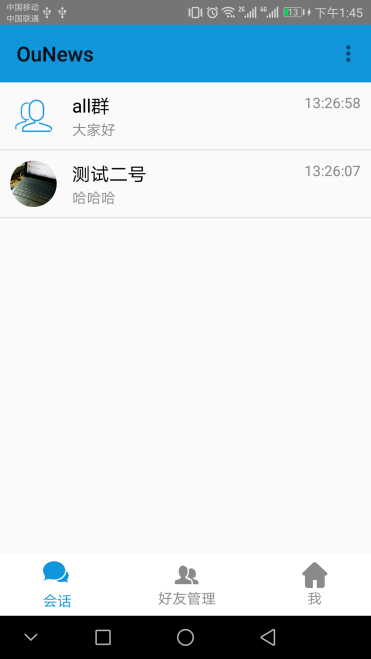 中国移动
中国联通
2G
4G
13
下午1:45
OuNews
all群
13:26:58
大家好
测试二号
13:26:07
哈哈哈
会话
好友管理
我